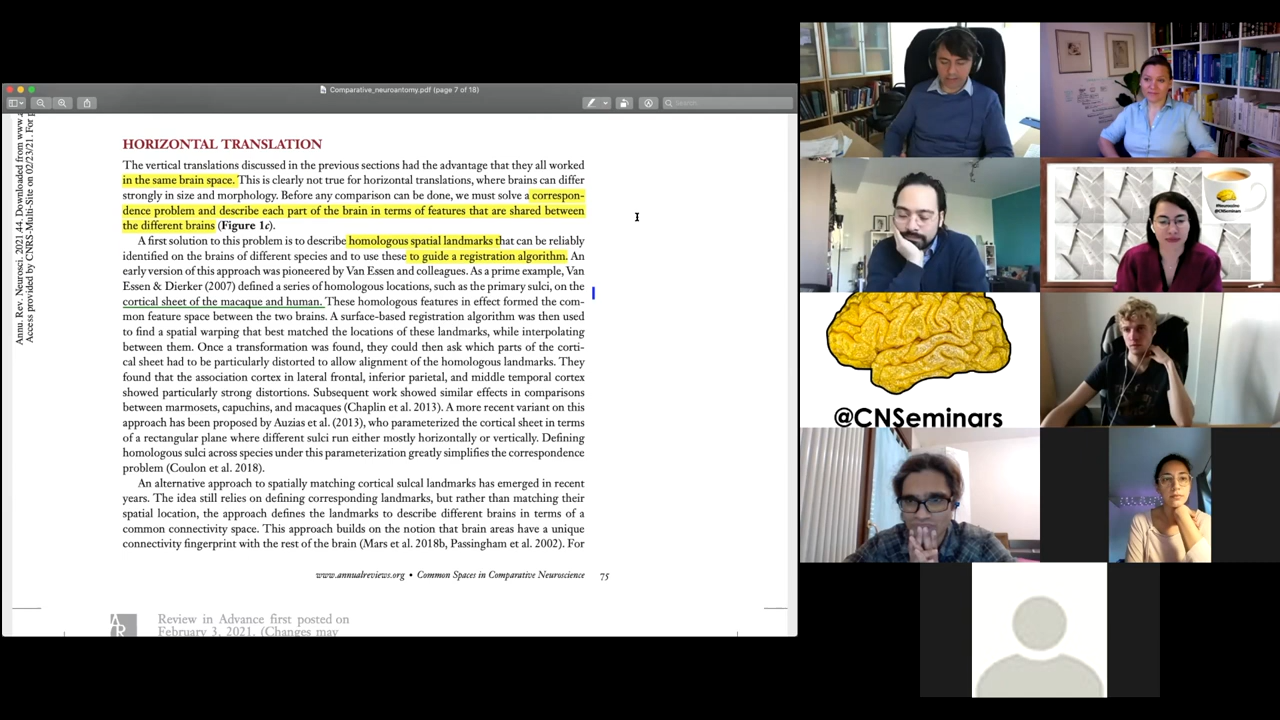 Comparative_neuroantomy.pdf (page 7 of 18)
Search
Annu. Rev. Neurosci. 2021.44. Downloaded from www.a
Access provided by CNRS-Multi-Site on 02/23/21. For p
HORIZONTAL TRANSLATION
The vertical translations discussed in the previous sections had the advantage that they all worked
in the same brain space. This is clearly not true for horizontal translations, where brains can differ
strongly in size and morphology. Before any comparison can be done, we must solve a correspon-
dence problem and describe each part of the brain in terms of features that are shared between
the different brains (Figure 1c).
A first solution to this problem is to describe homologous spatial landmarks that can be reliably
identified on the brains of different species and to use these to guide a registration algorithm. An
early version of this approach was pioneered by Van Essen and colleagues. As a prime example, Van
Essen & Dierker (2007) defined a series of homologous locations, such as the primary sulci, on the
cortical sheet of the macaque and human. These homologous features in effect formed the com-
mon feature space between the two brains. A surface-based registration algorithm was then used
to find a spatial warping that best matched the locations of these landmarks, while interpolating
between them. Once a transformation was found, they could then ask which parts of the corti-
cal sheet had to be particularly distorted to allow alignment of the homologous landmarks. They
found that the association cortex in lateral frontal, inferior parietal, and middle temporal cortex
showed particularly strong distortions. Subsequent work showed similar effects in comparisons
between marmosets, capuchins, and macaques (Chaplin et al. 2013). A more recent variant on this
approach has been proposed by Auzias et al. (2013), who parameterized the cortical sheet in terms
of a rectangular plane where different sulci run either mostly horizontally or vertically. Defining
homologous sulci across species under this parameterization greatly simplifies the correspondence
problem (Coulon et al. 2018).
An alternative approach to spatially matching cortical sulcal landmarks has emerged in recent
years. The idea still relies on defining corresponding landmarks, but rather than matching their
spatial location, the approach defines the landmarks to describe different brains in terms of a
common connectivity space. This approach builds on the notion that brain areas have a unique
connectivity fingerprint with the rest of the brain (Mars et al. 2018b, Passingham et al. 2002). For
www.annualreviews.org • Common Spaces in Comparative Neuroscience 75
AR
Review in Advance first posted on
February 3, 2021. (Changes may
@CNSeminars
@CNSeminars